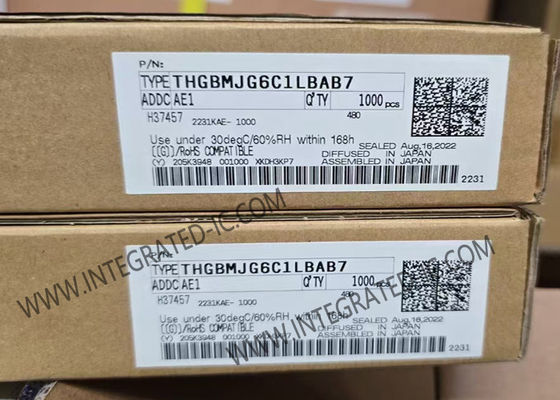 P/N:
TYPE THGBMJG6C1LBAB7
ADDC AE1 Q'TY 1000 pcs
H37457 2231KAE- 1000 480
Use under 30degC/60%RH within 168h
SEALED Aug,16,2022
[[G]]/RoHS COMPATIBLE DIFFUSED IN JAPAN
(Y) 205K3948 001000 XKDH3KP7 ASSEMBLED IN JAPAN
2231
P/N:
TYPE THGBMJG6C1LBAB7
ADDC AE1 Q'TY 1000 pcs
H37457 2231KAE- 1000 480
Use under 30degC/60%RH within 168h
SEALED Aug,16,2022
[[G]]/RoHS COMPATIBLE DIFFUSED IN JAPAN
(Y) 205K3948 001000 ASSEMBLED IN JAPAN
2231
WWW.INTEGRATED-IC.COM
WWW.INTEGRATED-IC.COM